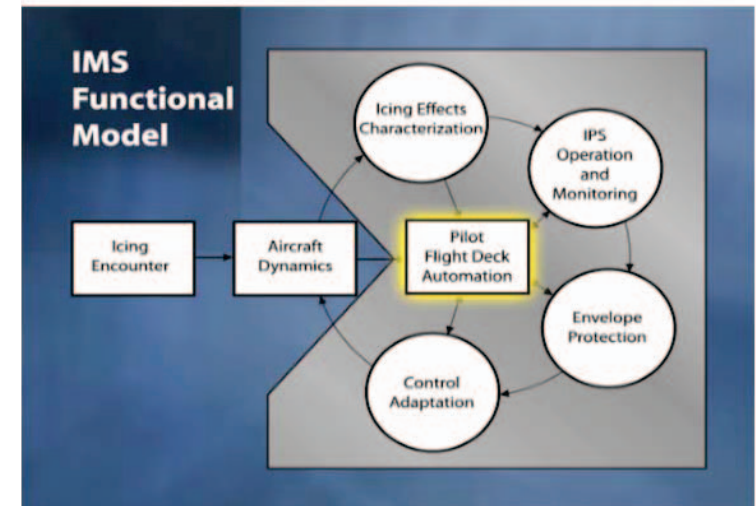 IMS
Functional
Model
Icing Effects
Characterization
IPS
Operation
and
Monitoring
Icing
Encounter
Aircraft
Dynamics
Pilot
Flight Deck
Automation
Envelope
Protection
Control
Adaptation